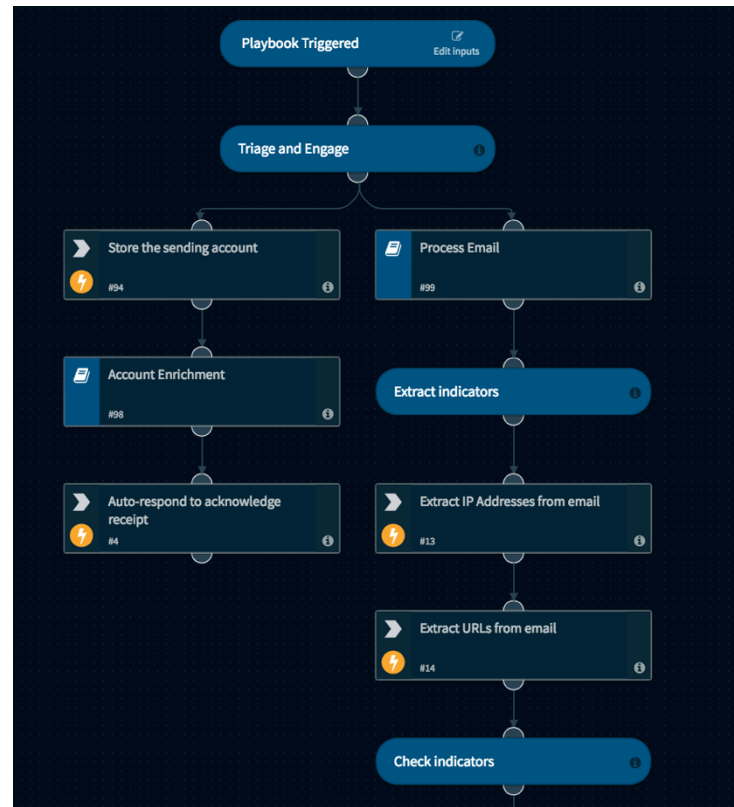 Playbook Triggered
Edit inputs
Triage and Engage
Store the sending account
#94
Process Email
#99
Account Enrichment
#98
Extract indicators
Auto-respond to acknowledge
receipt
#4
Extract IP Addresses from email
#13
Extract URLs from email
#14
Check indicators